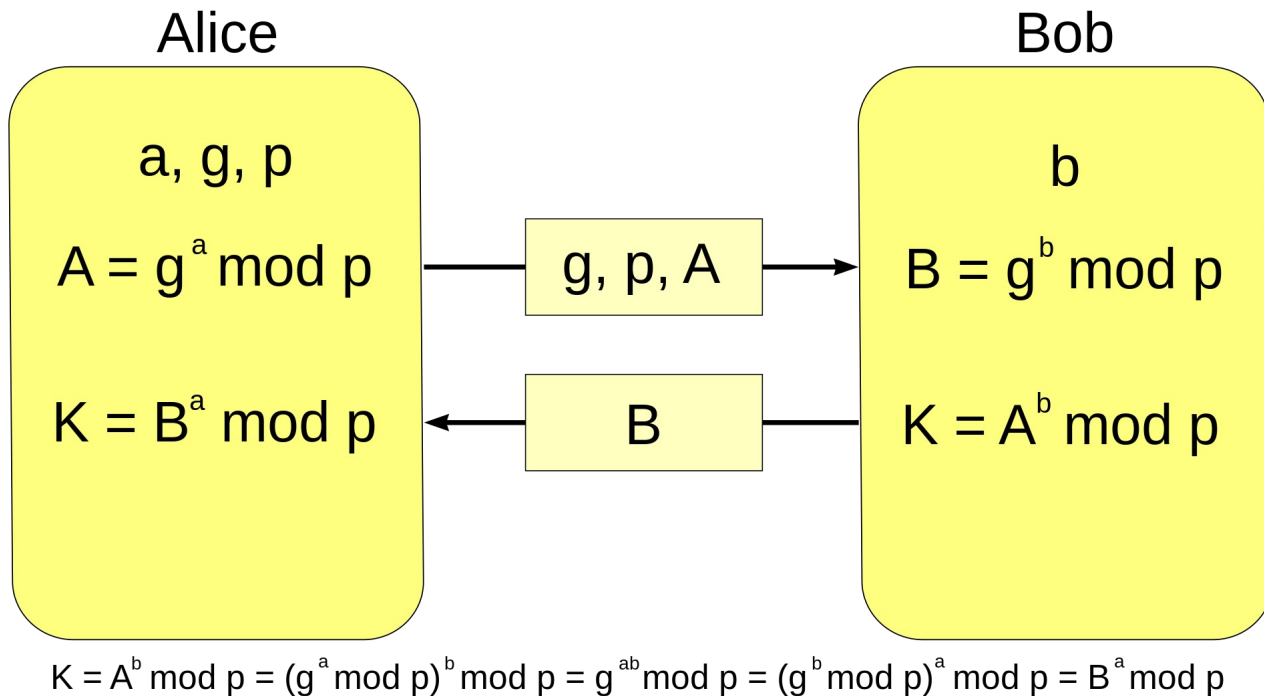 Alice
a, g, p
A = g^a mod p
K = B^a mod p
g, p, A
B
Bob
b
B = g^b mod p
K = A^b mod p
K = A^b mod p = (g^a mod p)^b mod p = g^ab mod p = (g^b mod p)^a mod p = B^a mod p